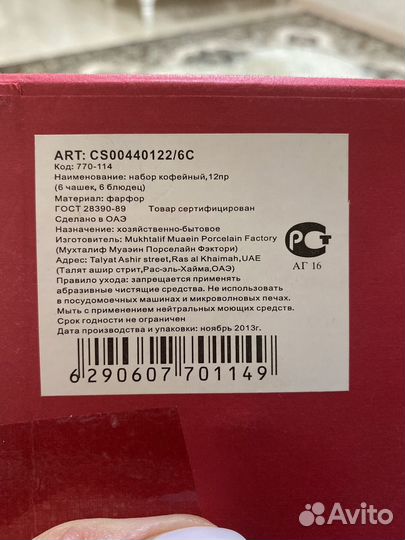 ART: CS00440122/6C
Код: 770-114
Наименование: набор кофейный,12пр
(6 чашек, 6 блюдец)
Материал: фарфор
ГОСТ 28390-89 Товар сертифицирован
Сделано в ОАЭ
Назначение: хозяйственно-бытовое
Изготовитель: Mukhtalif Muaein Porcelain Factory
(Мухталиф Муаэин Порселайн Фэктори)
Адрес: Talyat Ashir street,Ras al Khaimah,UAE
(Талят ашир стрит,Рас-эль-Хайма,ОАЭ)
РСТ
АГ 16
Правило ухода: запрещается применять
абразивные чистящие средства. Не использовать
в посудомоечных машинах и микроволновых печах.
Мыть с применением нейтральных моющих средств.
Срок годности не ограничен
Дата производства и упаковки: ноябрь 2013г.
6 290607 701149
Avito